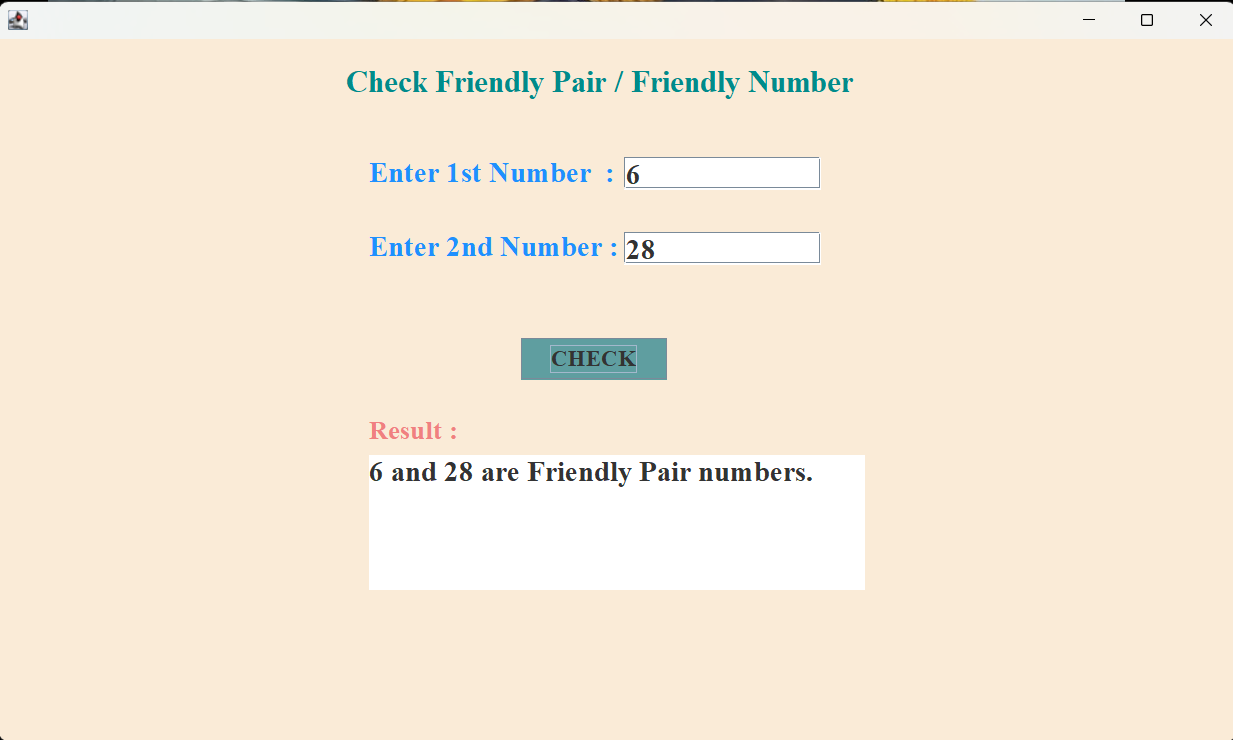 Check Friendly Pair / Friendly Number
Enter 1st Number : 6
Enter 2nd Number : 28
CHECK
Result :
6 and 28 are Friendly Pair numbers.